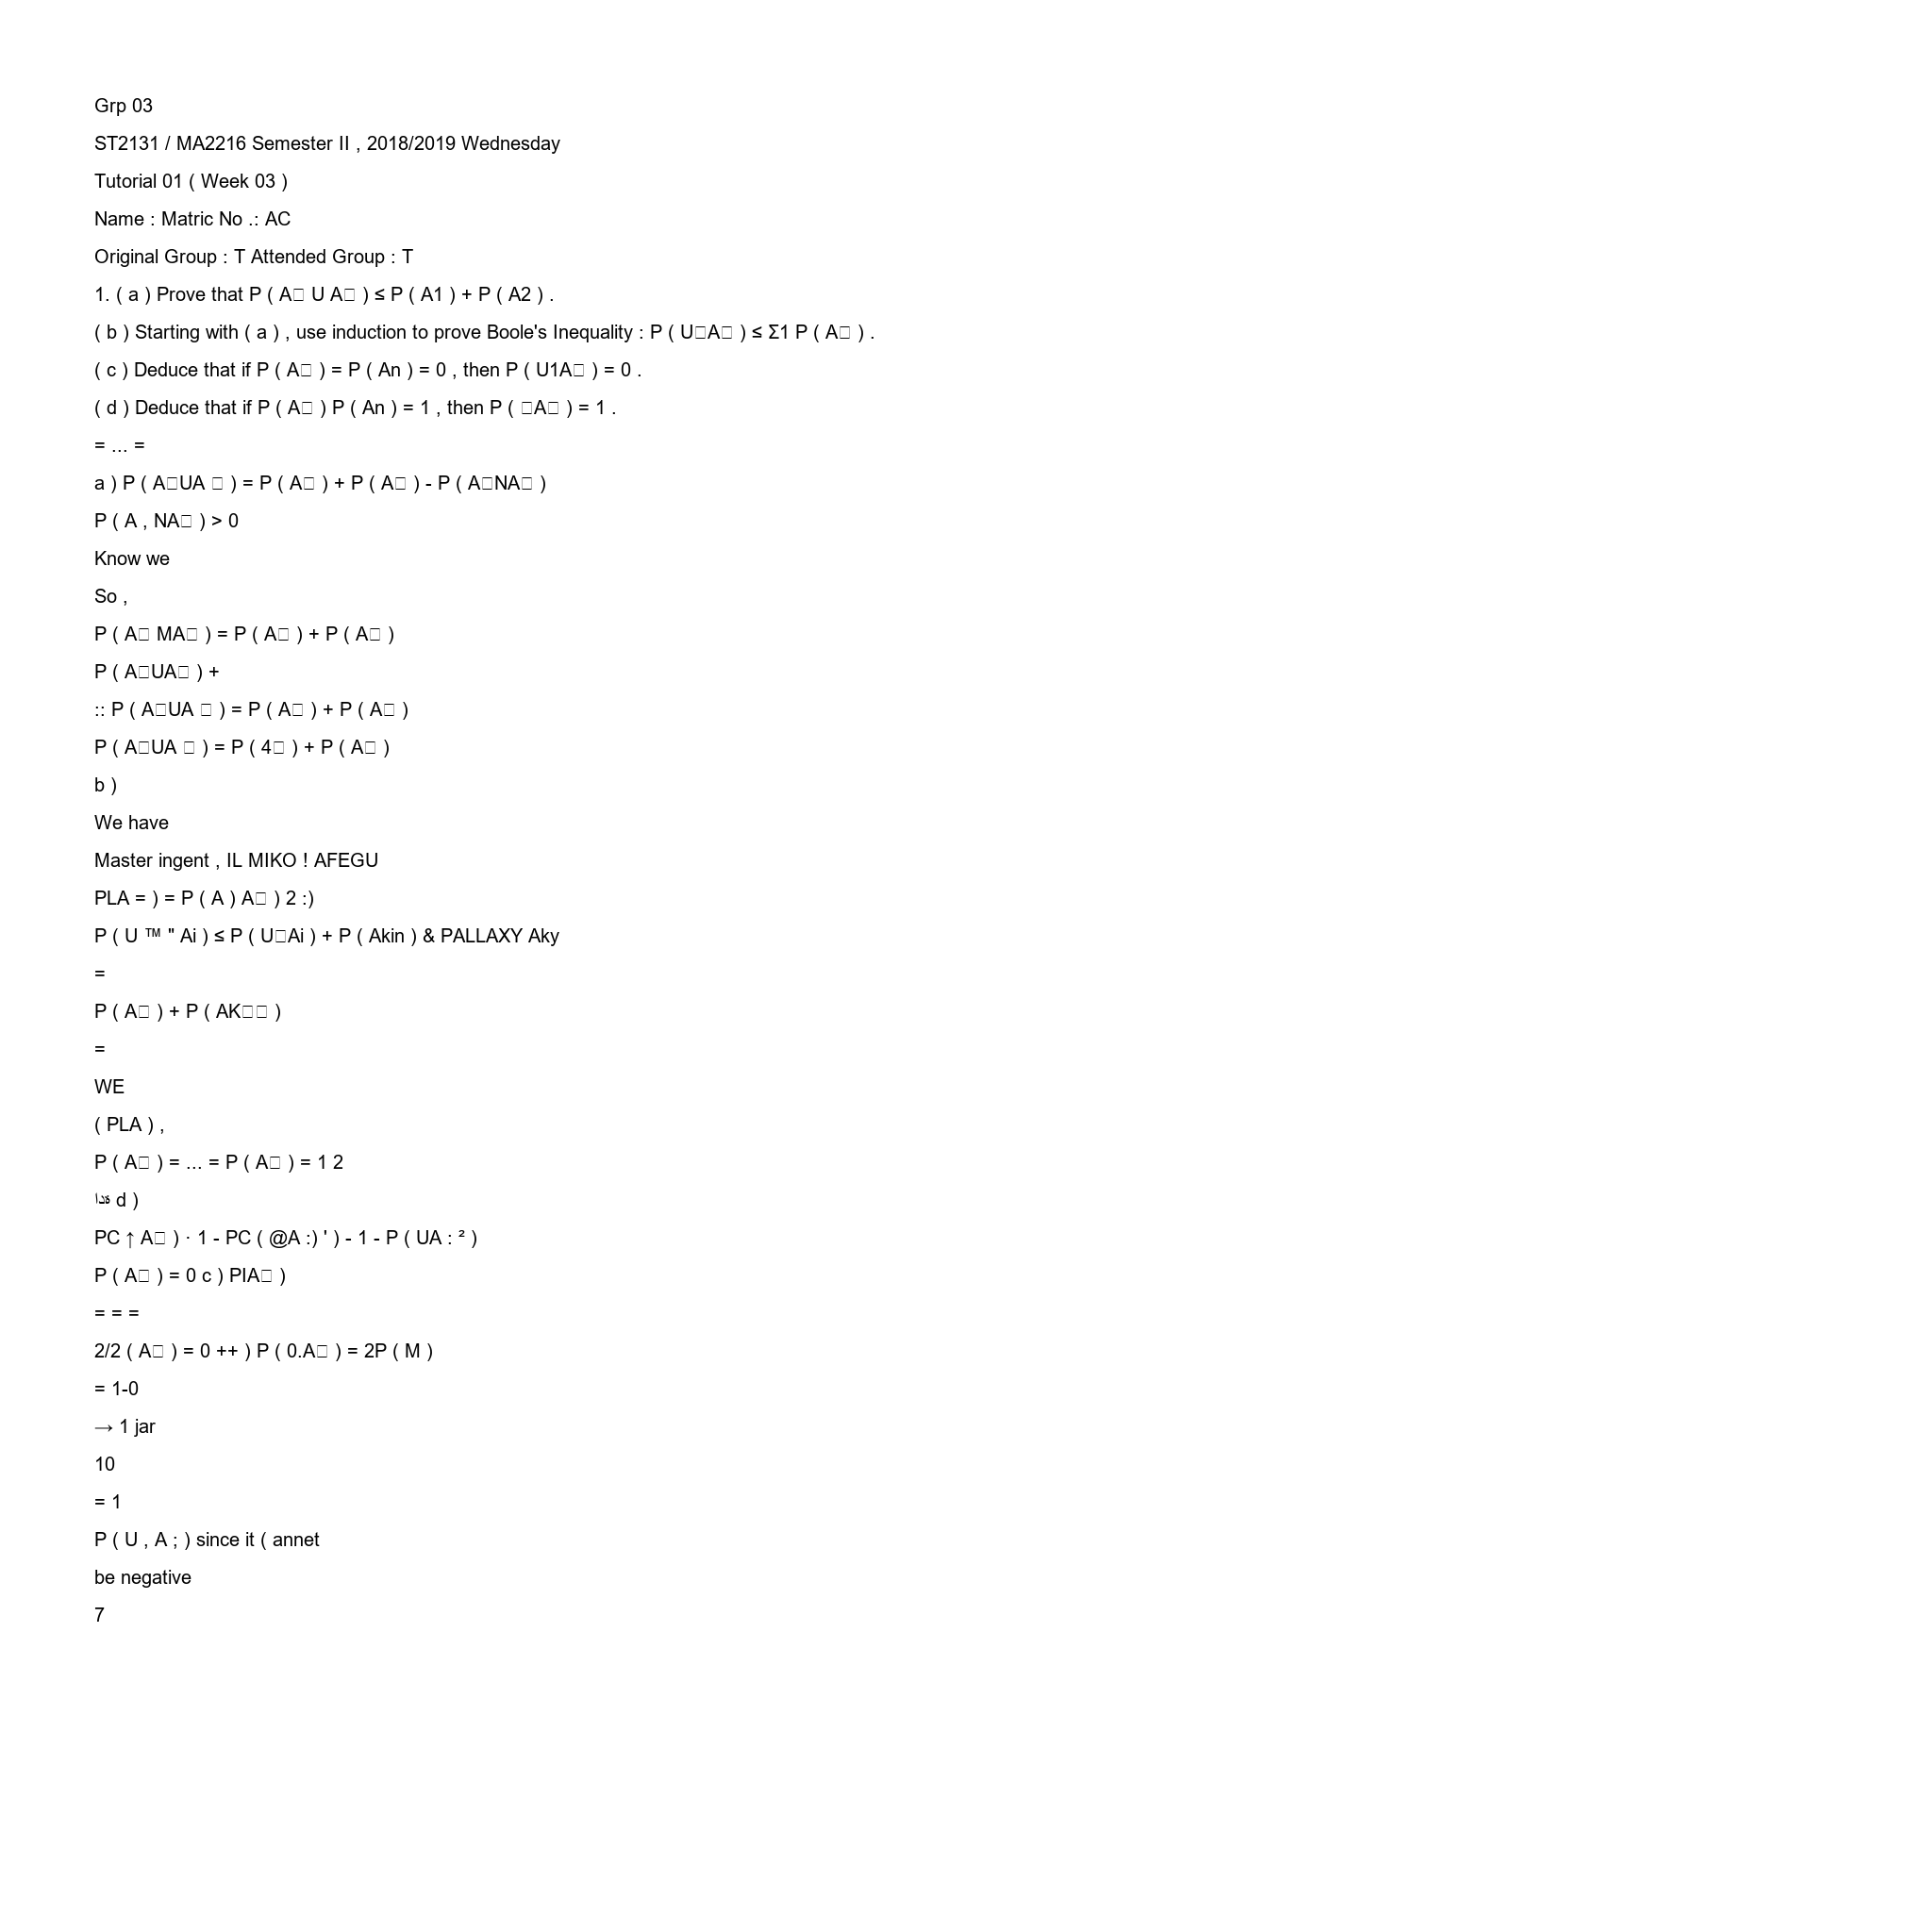 Grp 03
ST2131 / MA2216 Semester II , 2018/2019 Wednesday
Tutorial 01 ( Week 03 )
Name : Matric No .: AC
Original Group : T Attended Group : T
1. ( a ) Prove that P ( A□ U A□ ) ≤ P ( A1 ) + P ( A2 ) .
( b ) Starting with ( a ) , use induction to prove Boole's Inequality : P ( U□A□ ) ≤ Σ1 P ( A□ ) .
( c ) Deduce that if P ( A□ ) = P ( An ) = 0 , then P ( U1A□ ) = 0 .
( d ) Deduce that if P ( A□ ) P ( An ) = 1 , then P ( □A□ ) = 1 .
= ... =
a ) P ( A□UA □ ) = P ( A□ ) + P ( A□ ) - P ( A□NA□ )
P ( A , NA□ ) > 0
Know we
So ,
P ( A□ MA□ ) = P ( A□ ) + P ( A□ )
P ( A□UA□ ) +
:: P ( A□UA □ ) = P ( A□ ) + P ( A□ )
P ( A□UA □ ) = P ( 4□ ) + P ( A□ )
b )
We have
Master ingent , IL MIKO ! AFEGU
PLA = ) = P ( A ) A□ ) 2 :)
P ( U ™ " Ai ) ≤ P ( U□Ai ) + P ( Akin ) & PALLAXY Aky
=
P ( A□ ) + P ( AK□□ )
=
WE
( PLA ) ,
P ( A□ ) = ... = P ( A□ ) = 1 2
d )
PC ↑ A□ ) · 1 - PC ( @A :) ' ) - 1 - P ( UA : ² )
P ( A□ ) = 0 c ) PIA□ )
= = =
2/2 ( A□ ) = 0 ++ ) P ( 0.A□ ) = 2P ( M )
= 1-0
→ 1 jar
10
= 1
P ( U , A ; ) since it ( annet
be negative
7